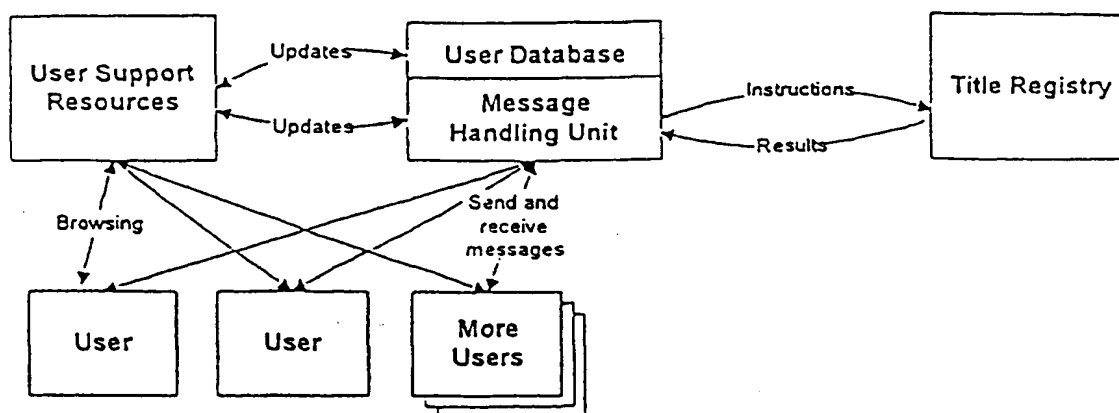 User Support
Resources
Updates
Updates
User Database
Message
Handling Unit
Instructions
Results
Title Registry
Browsing
Send and
receive
messages
User
User
More
Users